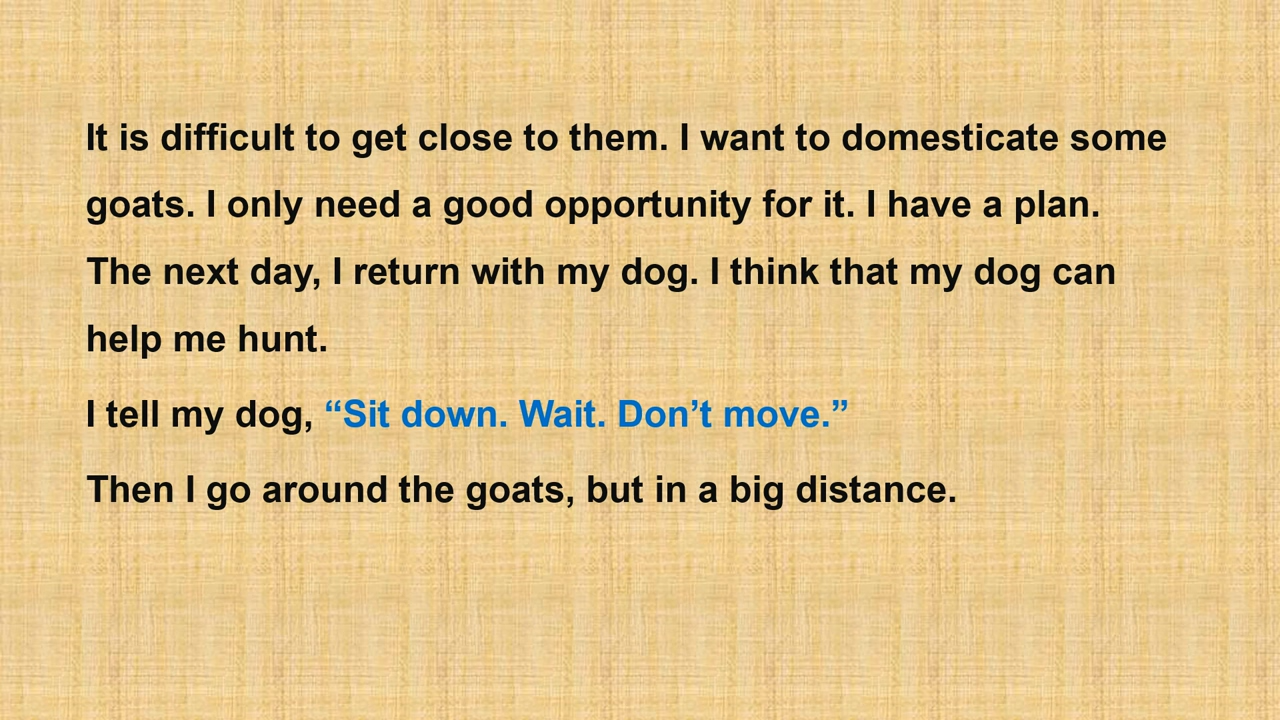 It is difficult to get close to them. I want to domesticate some
goats. I only need a good opportunity for it. I have a plan.
The next day, I return with my dog. I think that my dog can
help me hunt.
I tell my dog, “Sit down. Wait. Don’t move.”
Then I go around the goats, but in a big distance.